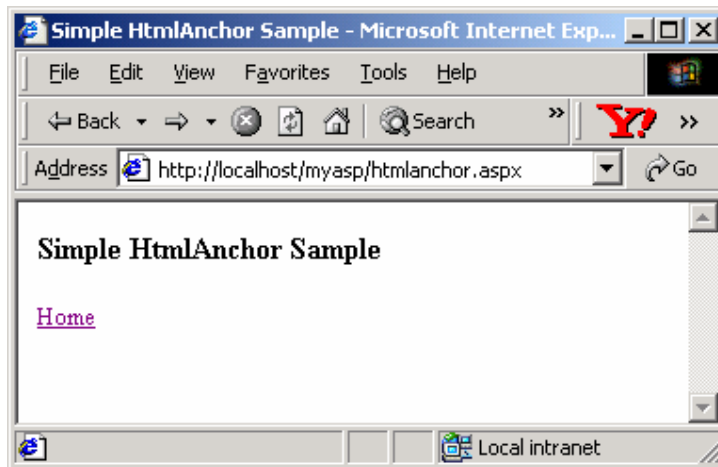 Simple HtmlAnchor Sample - Microsoft Internet Exp...
File Edit View Favorites Tools Help
Back Search » Y! »
Address http://localhost/myasp/htmlanchor.aspx Go
Simple HtmlAnchor Sample
Home
Local intranet